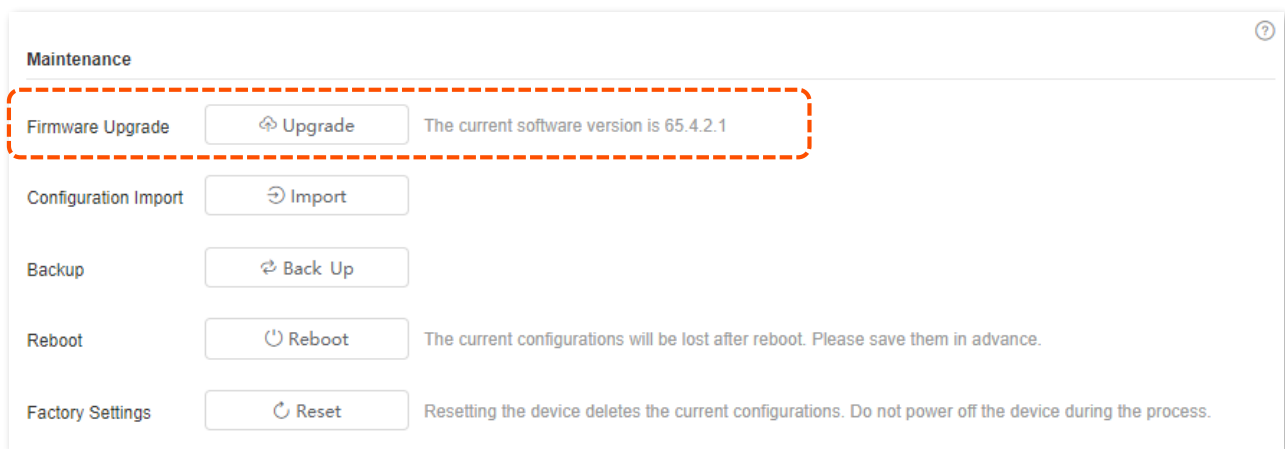 Maintenance
Firmware Upgrade Upgrade The current software version is 65.4.2.1
Configuration Import Import
Backup Back Up
Reboot Reboot The current configurations will be lost after reboot. Please save them in advance.
Factory Settings Reset Resetting the device deletes the current configurations. Do not power off the device during the process.